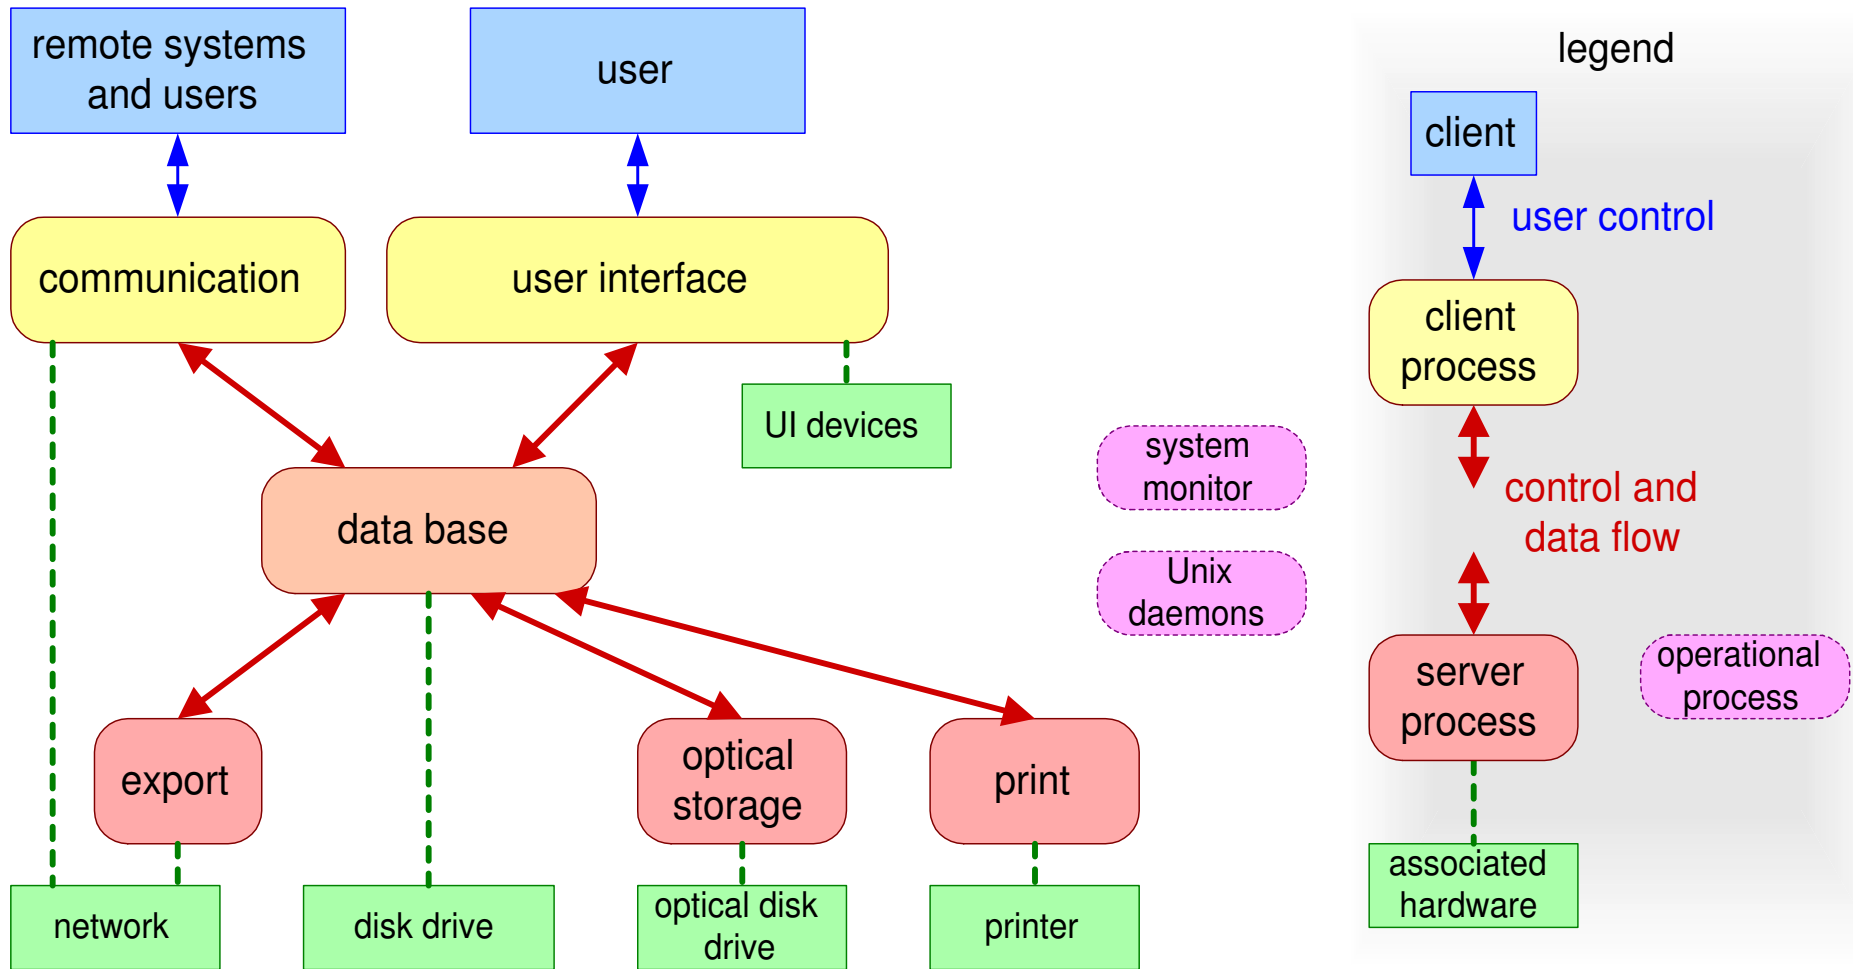 remote systems
and users
user
communication
user interface
UI devices
data base
system
monitor
Unix
daemons
export
optical
storage
print
network
disk drive
optical disk
drive
printer
legend
client
user control
client
process
control and
data flow
server
process
operational
process
associated
hardware